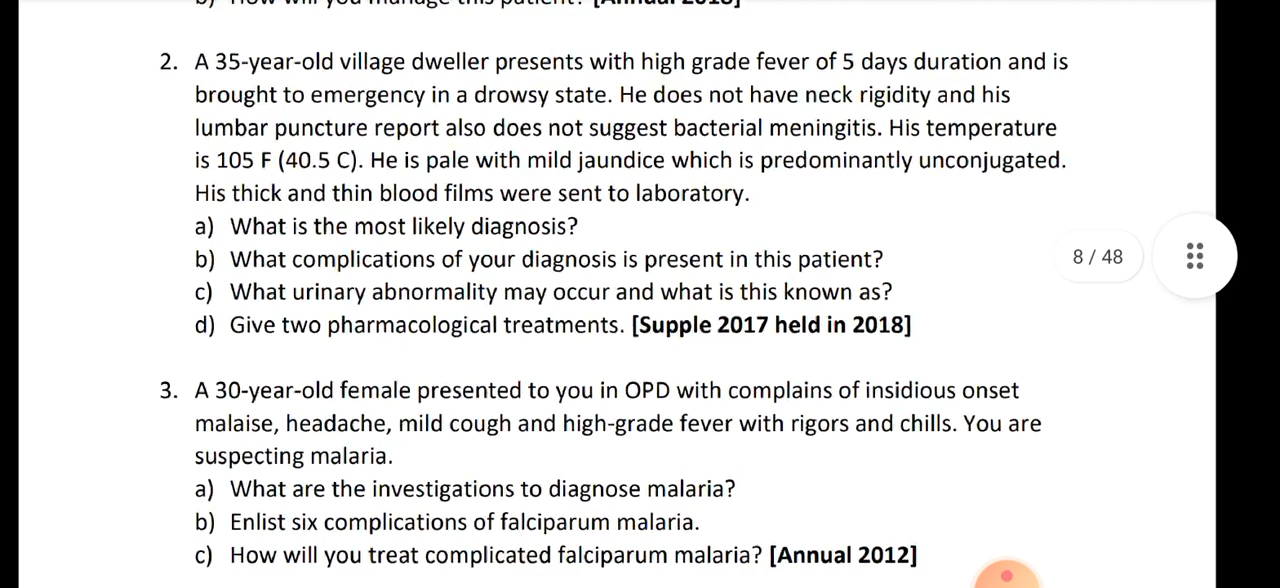 b) How will you manage this patient? [Annual 2013]
2. A 35-year-old village dweller presents with high grade fever of 5 days duration and is
brought to emergency in a drowsy state. He does not have neck rigidity and his
lumbar puncture report also does not suggest bacterial meningitis. His temperature
is 105 F (40.5 C). He is pale with mild jaundice which is predominantly unconjugated.
His thick and thin blood films were sent to laboratory.
a) What is the most likely diagnosis?
b) What complications of your diagnosis is present in this patient?
8 / 48
c) What urinary abnormality may occur and what is this known as?
d) Give two pharmacological treatments. [Supple 2017 held in 2018]
3. A 30-year-old female presented to you in OPD with complains of insidious onset
malaise, headache, mild cough and high-grade fever with rigors and chills. You are
suspecting malaria.
a) What are the investigations to diagnose malaria?
b) Enlist six complications of falciparum malaria.
c) How will you treat complicated falciparum malaria? [Annual 2012]